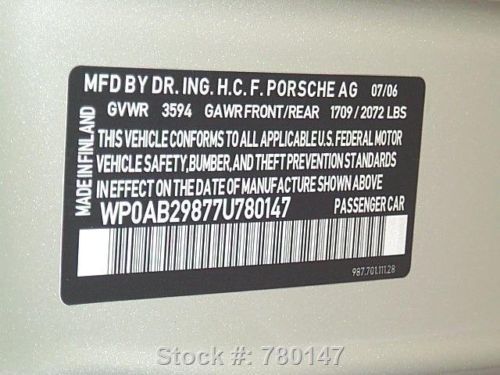 MFD BY DR. ING. H.C. F. PORSCHE AG 07/06
GVWR 3594 GAWR FRONT/REAR 1709 / 2072 LBS
THIS VEHICLE CONFORMS TO ALL APPLICABLE U.S. FEDERAL MOTOR
VEHICLE SAFETY, BUMPER, AND THEFT PREVENTION STANDARDS
IN EFFECT ON DATE OF MANUFACTURE SHOWN ABOVE
WP0AB29877U780147 PASSENGER CAR
MADE IN FINLAND
987.701.111.28
Stock #: 780147